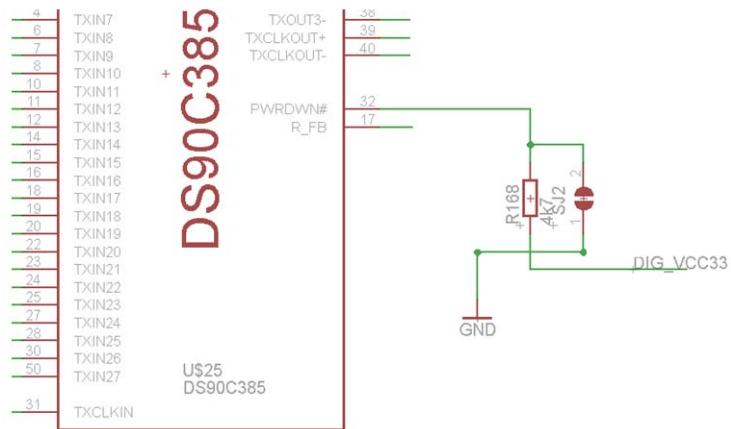 4 TXIN7
6 TXIN8
7 TXIN9
8 TXIN10
10 TXIN11
11 TXIN12
12 TXIN13
14 TXIN14
15 TXIN15
16 TXIN16
18 TXIN17
19 TXIN18
20 TXIN19
22 TXIN20
23 TXIN21
24 TXIN22
25 TXIN23
27 TXIN24
28 TXIN25
30 TXIN26
50 TXIN27
31 TXCLKIN
DS90C385
TXOUT3- 38
TXCLKOUT+ 39
TXCLKOUT- 40
PWRDWN# 32
R_FB 17
U$25
DS90C385
R168
4k7
SJ2
2
1
DIG_VCC33
GND